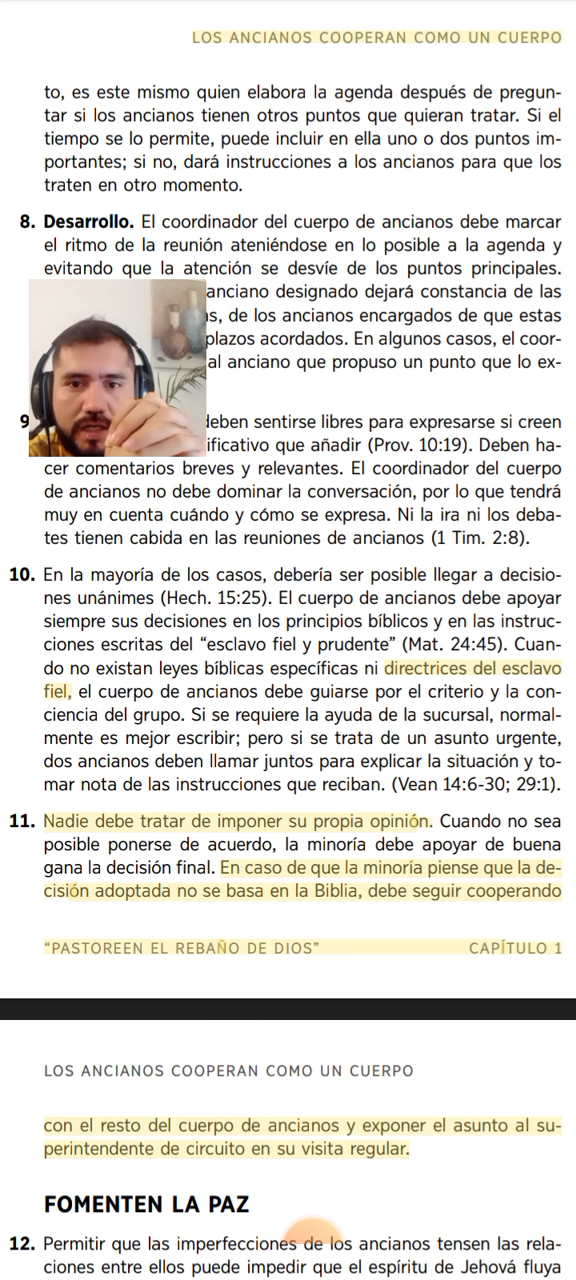 LOS ANCIANOS COOPERAN COMO UN CUERPO
to, es este mismo quien elabora la agenda después de pregun-
tar si los ancianos tienen otros puntos que quieran tratar. Si el
tiempo se lo permite, puede incluir en ella uno o dos puntos im-
portantes; si no, dará instrucciones a los ancianos para que los
traten en otro momento.
8. Desarrollo. El coordinador del cuerpo de ancianos debe marcar
el ritmo de la reunión ateniéndose en lo posible a la agenda y
evitando que la atención se desvíe de los puntos principales.
anciano designado dejará constancia de las
s, de los ancianos encargados de que estas
plazos acordados. En algunos casos, el coor-
al anciano que propuso un punto que lo ex-
9 deben sentirse libres para expresarse si creen
ificativo que añadir (Prov. 10:19). Deben ha-
cer comentarios breves y relevantes. El coordinador del cuerpo
de ancianos no debe dominar la conversación, por lo que tendrá
muy en cuenta cuándo y cómo se expresa. Ni la ira ni los deba-
tes tienen cabida en las reuniones de ancianos (1 Tim. 2:8).
10. En la mayoría de los casos, debería ser posible llegar a decisio-
nes unánimes (Hech. 15:25). El cuerpo de ancianos debe apoyar
siempre sus decisiones en los principios bíblicos y en las instruc-
ciones escritas del “esclavo fiel y prudente” (Mat. 24:45). Cuan-
do no existan leyes bíblicas específicas ni directrices del esclavo
fiel, el cuerpo de ancianos debe guiarse por el criterio y la con-
ciencia del grupo. Si se requiere la ayuda de la sucursal, normal-
mente es mejor escribir; pero si se trata de un asunto urgente,
dos ancianos deben llamar juntos para explicar la situación y to-
mar nota de las instrucciones que reciban. (Vean 14:6-30; 29:1).
11. Nadie debe tratar de imponer su propia opinión. Cuando no sea
posible ponerse de acuerdo, la minoría debe apoyar de buena
gana la decisión final. En caso de que la minoría piense que la de-
cisión adoptada no se basa en la Biblia, debe seguir cooperando
“PASTOREEN EL REBAÑO DE DIOS” CAPÍTULO 1
LOS ANCIANOS COOPERAN COMO UN CUERPO
con el resto del cuerpo de ancianos y exponer el asunto al su-
perintendente de circuito en su visita regular.
FOMENTEN LA PAZ
12. Permitir que las imperfecciones de los ancianos tensen las rela-
ciones entre ellos puede impedir que el espíritu de Jehová fluya